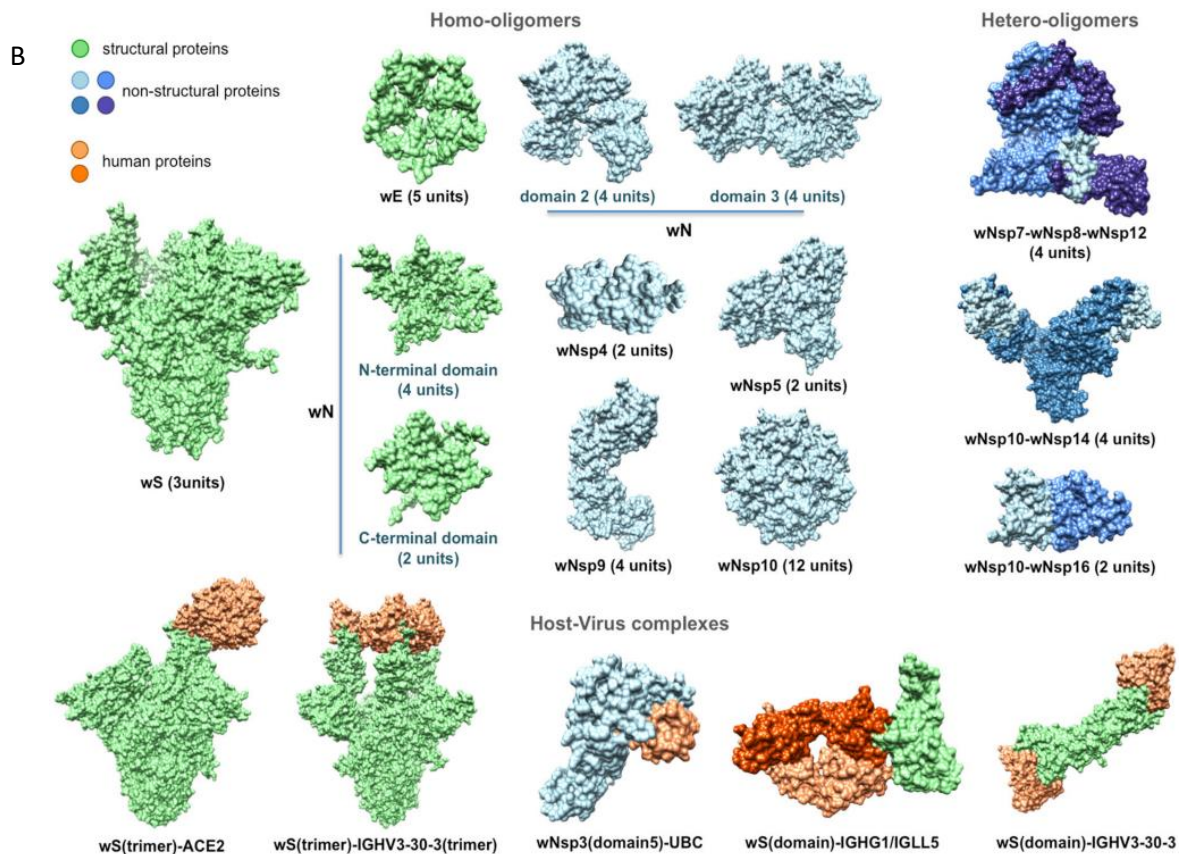 B
Homo-oligomers
Hetero-oligomers
structural proteins
non-structural proteins
human proteins
wE (5 units)
domain 2 (4 units)
domain 3 (4 units)
wN
wNsp7-wNsp8-wNsp12
(4 units)
wS (3units)
wN
N-terminal domain
(4 units)
C-terminal domain
(2 units)
wNsp4 (2 units)
wNsp5 (2 units)
wNsp9 (4 units)
wNsp10 (12 units)
wNsp10-wNsp14 (4 units)
wNsp10-wNsp16 (2 units)
Host-Virus complexes
wS(trimer)-ACE2
wS(trimer)-IGHV3-30-3(trimer)
wNsp3(domain5)-UBC
wS(domain)-IGHG1/IGLL5
wS(domain)-IGHV3-30-3